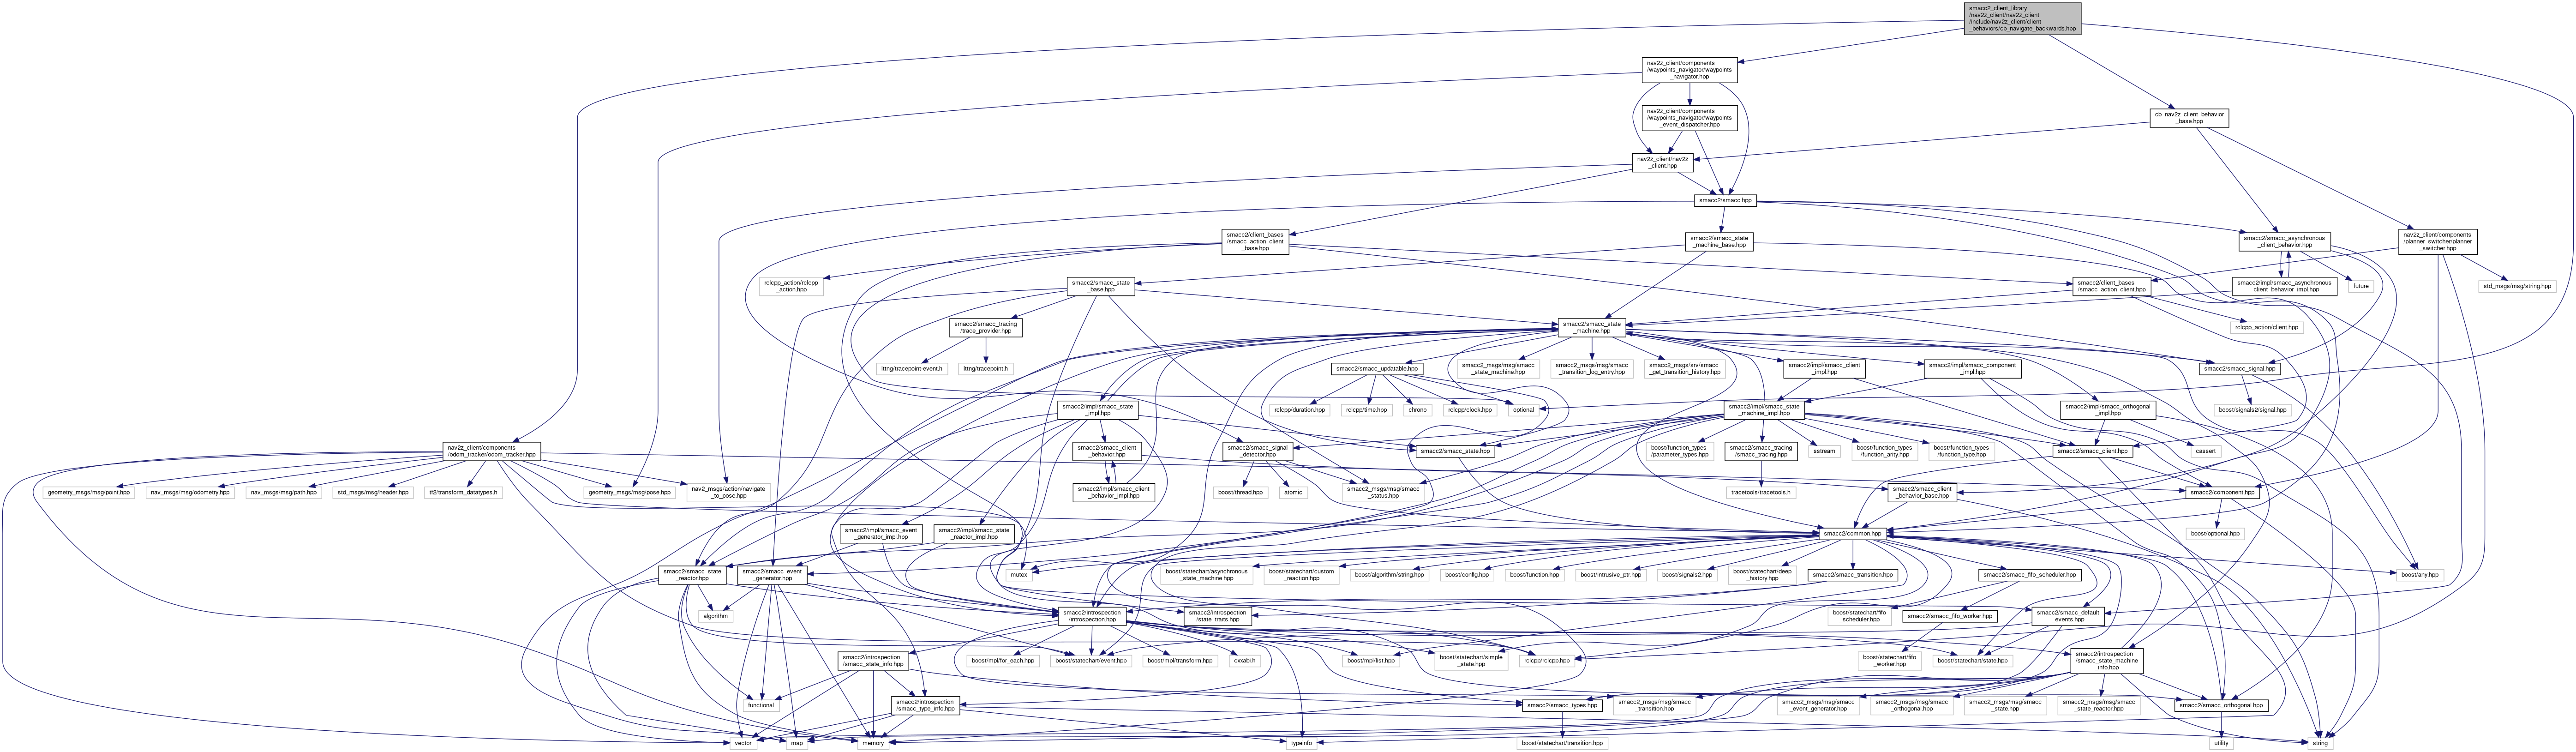 smacc2_client_library
/nav2z_client/nav2z_client
/include/nav2z_client/client
_behaviors/cb_navigate_backwards.hpp
nav2z_client/components
/waypoints_navigator/waypoints
_navigator.hpp
nav2z_client/components
/waypoints_navigator/waypoints
_event_dispatcher.hpp
cb_nav2z_client_behavior
_base.hpp
nav2z_client/nav2z
_client.hpp
smacc2/smacc.hpp
smacc2/client_bases
/smacc_action_client
_base.hpp
smacc2/smacc_state
_machine_base.hpp
smacc2/smacc_asynchronous
_client_behavior.hpp
nav2z_client/components
/planner_switcher/planner
_switcher.hpp
rclcpp_action/rclcpp
_action.hpp
smacc2/smacc_state
_base.hpp
smacc2/client_bases
/smacc_action_client.hpp
smacc2/impl/smacc_asynchronous
_client_behavior_impl.hpp
future
std_msgs/msg/string.hpp
smacc2/smacc_tracing
/trace_provider.hpp
smacc2/smacc_state
_machine.hpp
rclcpp_action/client.hpp
lttng/tracepoint-event.h
lttng/tracepoint.h
smacc2/smacc_updatable.hpp
smacc2_msgs/msg/smacc
_state_machine.hpp
smacc2_msgs/msg/smacc
_transition_log_entry.hpp
smacc2_msgs/srv/smacc
_get_transition_history.hpp
smacc2/impl/smacc_client
_impl.hpp
smacc2/impl/smacc_component
_impl.hpp
smacc2/smacc_signal.hpp
smacc2/impl/smacc_state
_impl.hpp
rclcpp/duration.hpp
rclcpp/time.hpp
chrono
rclcpp/clock.hpp
optional
smacc2/impl/smacc_state
_machine_impl.hpp
smacc2/impl/smacc_orthogonal
_impl.hpp
boost/signals2/signal.hpp
nav2z_client/components
/odom_tracker/odom_tracker.hpp
smacc2/smacc_client
_behavior.hpp
smacc2/smacc_signal
_detector.hpp
smacc2/smacc_state.hpp
boost/function_types
/parameter_types.hpp
smacc2/smacc_tracing
/smacc_tracing.hpp
sstream
boost/function_types
/function_arity.hpp
boost/function_types
/function_type.hpp
smacc2/smacc_client.hpp
cassert
geometry_msgs/msg/point.hpp
nav_msgs/msg/odometry.hpp
nav_msgs/msg/path.hpp
std_msgs/msg/header.hpp
tf2/transform_datatypes.h
geometry_msgs/msg/pose.hpp
nav2_msgs/action/navigate
_to_pose.hpp
smacc2/impl/smacc_client
_behavior_impl.hpp
boost/thread.hpp
atomic
smacc2_msgs/msg/smacc
_status.hpp
tracetools/tracetools.h
smacc2/smacc_client
_behavior_base.hpp
smacc2/component.hpp
smacc2/impl/smacc_event
_generator_impl.hpp
smacc2/impl/smacc_state
_reactor_impl.hpp
smacc2/common.hpp
boost/optional.hpp
smacc2/smacc_state
_reactor.hpp
smacc2/smacc_event
_generator.hpp
mutex
boost/statechart/asynchronous
_state_machine.hpp
boost/statechart/custom
_reaction.hpp
boost/algorithm/string.hpp
boost/config.hpp
boost/function.hpp
boost/intrusive_ptr.hpp
boost/signals2.hpp
boost/statechart/deep
_history.hpp
smacc2/smacc_transition.hpp
smacc2/smacc_fifo_scheduler.hpp
boost/any.hpp
algorithm
smacc2/introspection
/introspection.hpp
smacc2/introspection
/state_traits.hpp
boost/statechart/fifo
_scheduler.hpp
smacc2/smacc_fifo_worker.hpp
smacc2/smacc_default
_events.hpp
smacc2/introspection
/smacc_state_info.hpp
boost/mpl/for_each.hpp
boost/statechart/event.hpp
boost/mpl/transform.hpp
cxxabi.h
boost/mpl/list.hpp
boost/statechart/simple
_state.hpp
rclcpp/rclcpp.hpp
boost/statechart/fifo
_worker.hpp
boost/statechart/state.hpp
smacc2/introspection
/smacc_state_machine
_info.hpp
functional
smacc2/introspection
/smacc_type_info.hpp
smacc2/smacc_types.hpp
smacc2_msgs/msg/smacc
_transition.hpp
smacc2_msgs/msg/smacc
_event_generator.hpp
smacc2_msgs/msg/smacc
_orthogonal.hpp
smacc2_msgs/msg/smacc
_state.hpp
smacc2_msgs/msg/smacc
_state_reactor.hpp
smacc2/smacc_orthogonal.hpp
vector
map
memory
typeinfo
boost/statechart/transition.hpp
utility
string